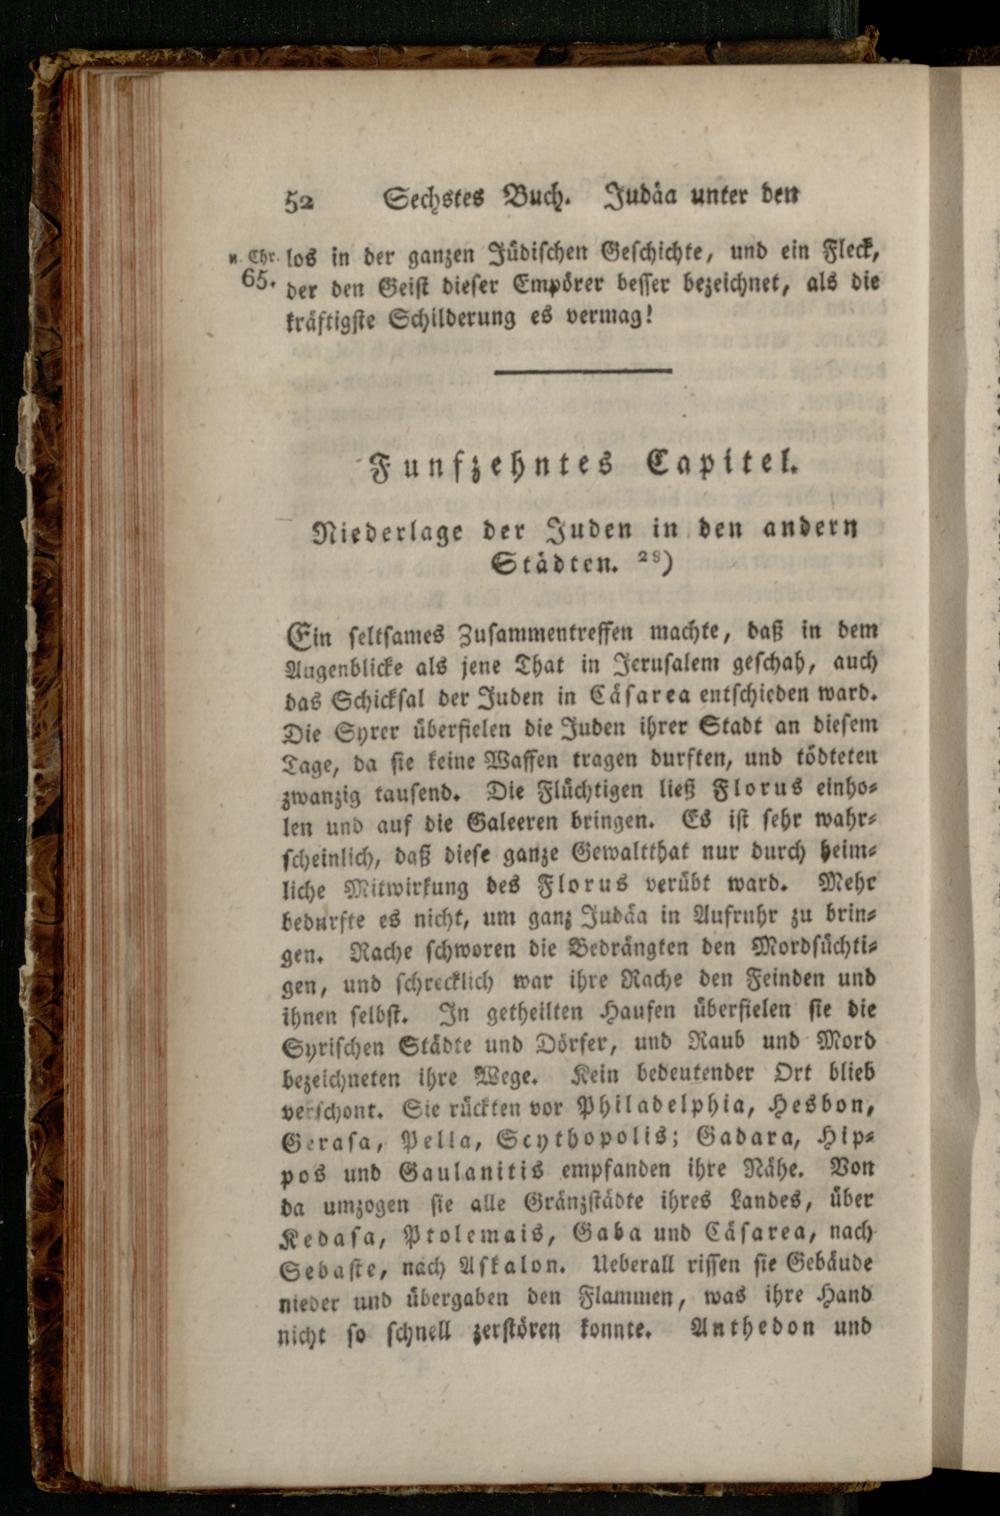 52 Sechstes Buch. Judäa unter den
n. Chr. los in der ganzen Jüdischen Geschichte, und ein Fleck,
65. der den Geist dieser Empörer besser bezeichnet, als die
kräftigste Schilderung es vermag!
Funfzehntes Capitel.
Niederlage der Juden in den andern
Städten. 28)
Ein seltsames Zusammentreffen machte, daß in dem
Augenblicke als jene That in Jerusalem geschah, auch
das Schicksal der Juden in Cäsarea entschieden ward.
Die Syrer überfielen die Juden ihrer Stadt an diesem
Tage, da sie keine Waffen tragen durften, und tödteten
zwanzig tausend. Die Flüchtigen ließ Florus einho-
len und auf die Galeeren bringen. Es ist sehr wahr-
scheinlich, daß diese ganze Gewaltthat nur durch heim-
liche Mitwirkung des Florus verübt ward. Mehr
bedurfte es nicht, um ganz Judäa in Aufruhr zu brin-
gen. Rache schworen die Bedrängten den Mordsüchti-
gen, und schrecklich war ihre Rache den Feinden und
ihnen selbst. In getheilten Haufen überfielen sie die
Syrischen Städte und Dörfer, und Raub und Mord
bezeichneten ihre Wege. Kein bedeutender Ort blieb
verschont. Sie rückten vor Philadelphia, Hesbon,
Gerasa, Pella, Scythopolis; Gadara, Hip-
pos und Gaulanitis empfanden ihre Nähe. Von
da umzogen sie alle Gränzstädte ihres Landes, über
Kedasa, Ptolemais, Gaba und Cäsarea, nach
Sebaste, nach Askalon. Ueberall rissen sie Gebäude
nieder und übergaben den Flammen, was ihre Hand
nicht so schnell zerstören konnte. Anthedon und